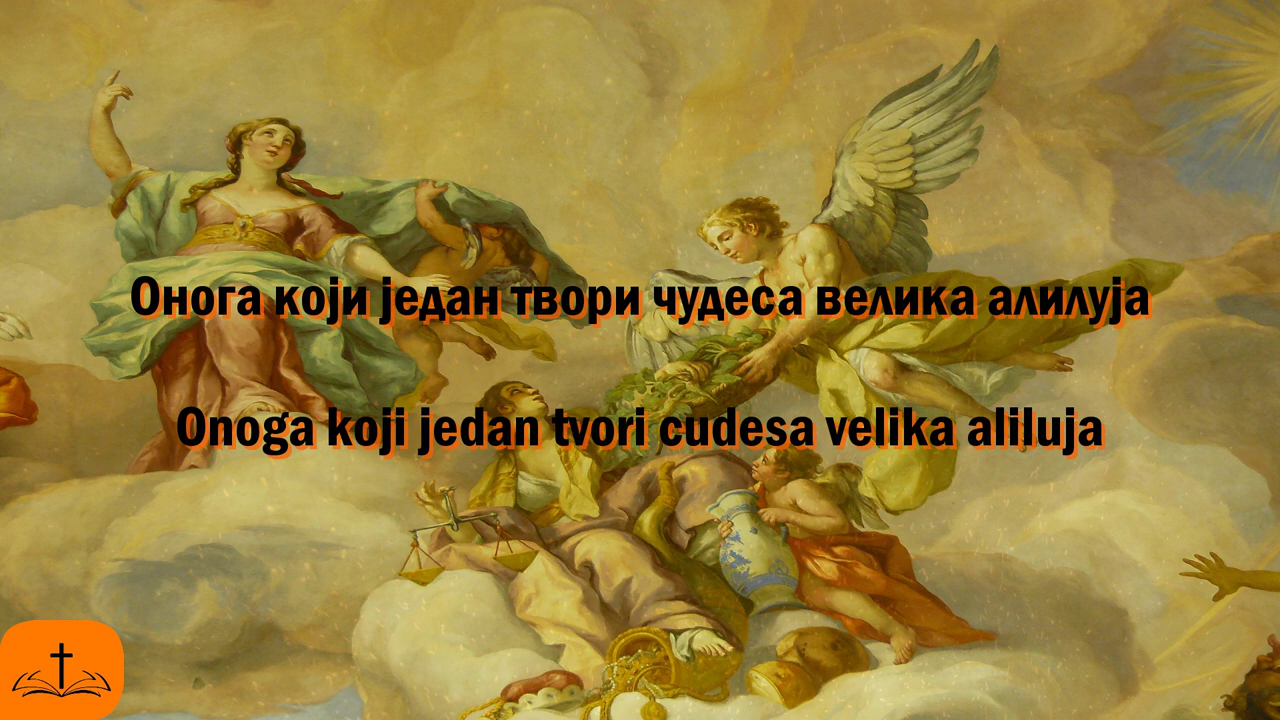 Онога који један твори чудеса велика алилуја
Onoga koji jedan tvori cudesa velika aliluja